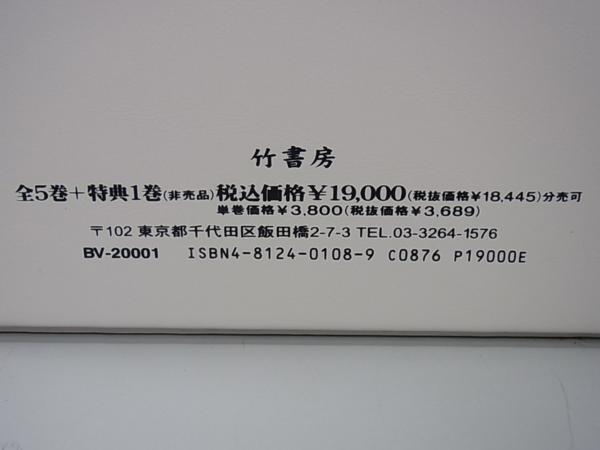 竹書房
全5巻+特典1巻(非売品)税込価格¥19,000(税抜価格¥18,445)分売可
単巻価格¥3,800(税抜価格¥3,689)
〒102 東京都千代田区飯田橋2-7-3 TEL.03-3264-1576
BV-20001 ISBN4-8124-0108-9 C0876 P19000E